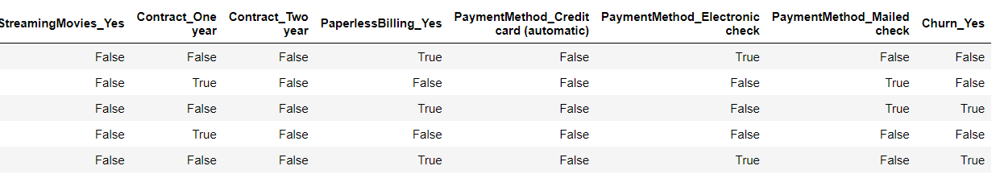 StreamingMovies_Yes Contract_One year Contract_Two year PaperlessBilling_Yes PaymentMethod_Credit card (automatic) PaymentMethod_Electronic check PaymentMethod_Mailed check Churn_Yes
False False False True False True False False
False True False False False False True False
False False False True False False True True
False True False False False False False False
False False False True False True False True